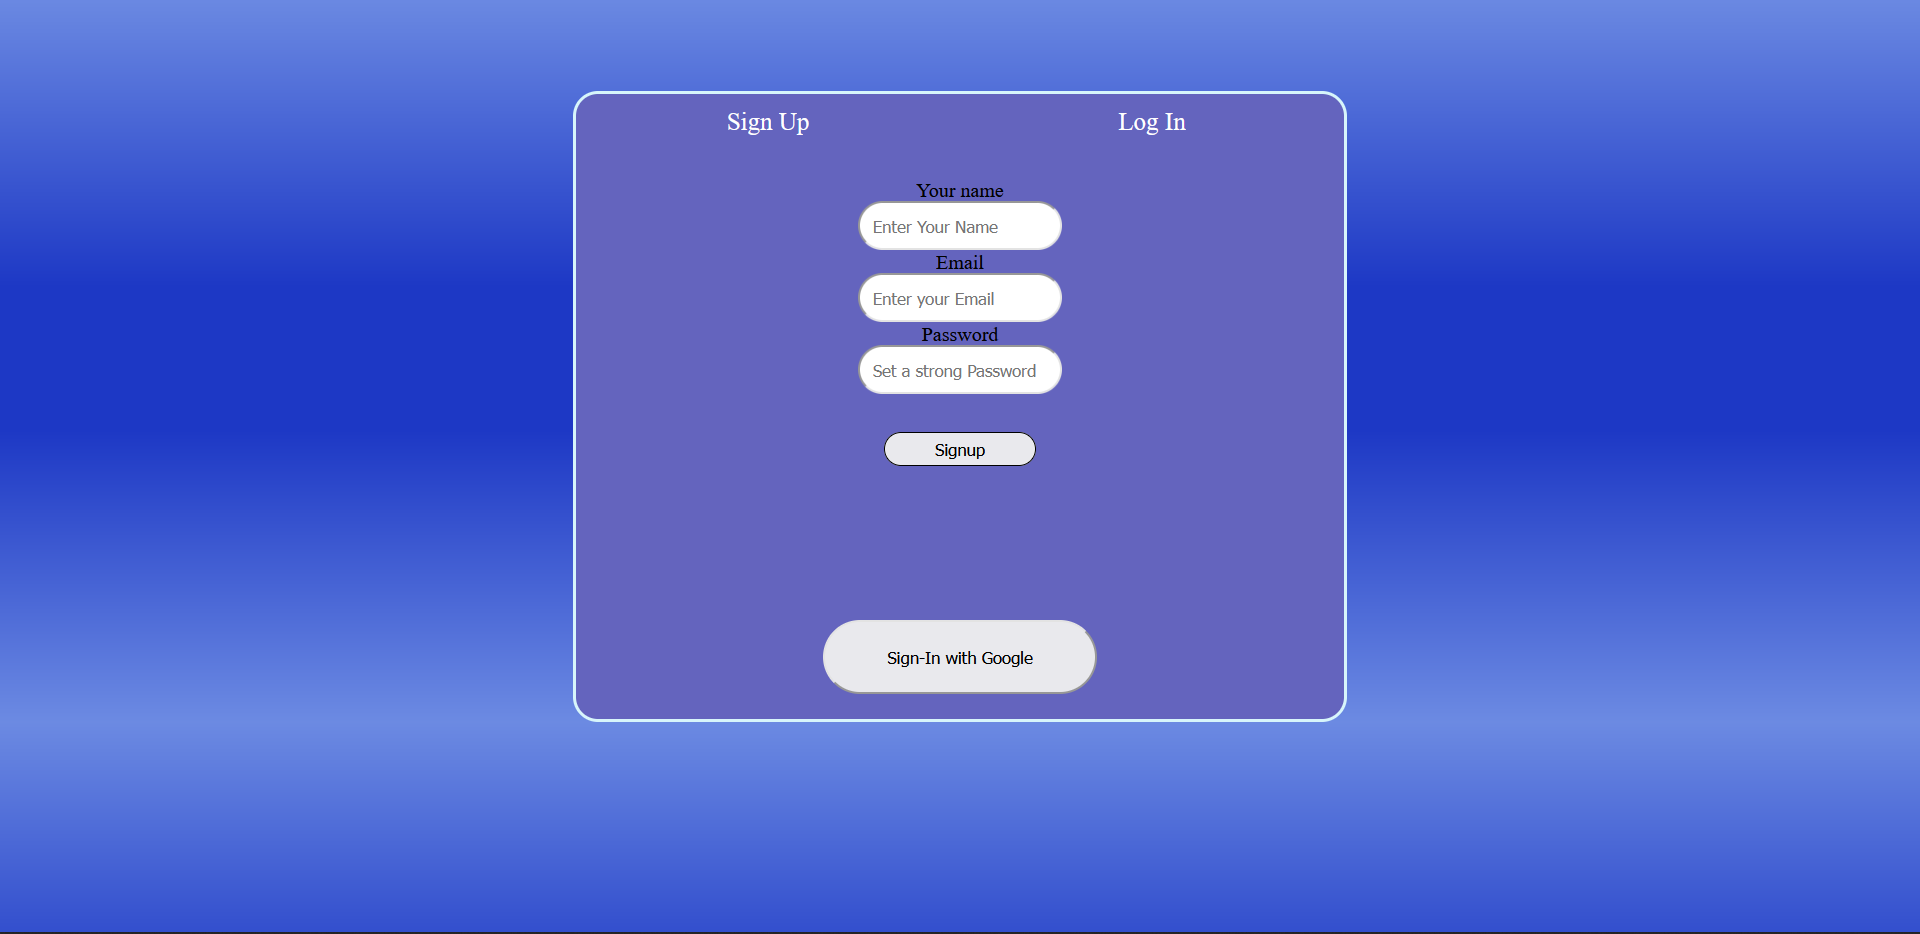 Sign Up
Log In
Your name
Enter Your Name
Email
Enter your Email
Password
Set a strong Password
Signup
Sign-In with Google